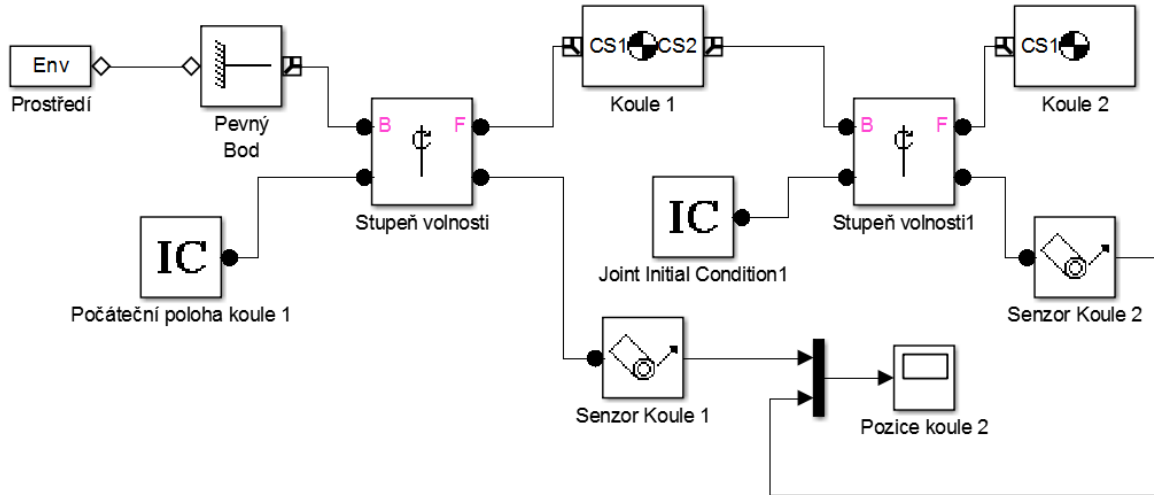 Env
Prostředí
Pevný
Bod
B F
Stupeň volnosti
IC
Počáteční poloha koule 1
CS1 CS2
Koule 1
IC
Joint Initial Condition1
B F
Stupeň volnosti1
CS1
Koule 2
Senzor Koule 2
Senzor Koule 1
Pozice koule 2